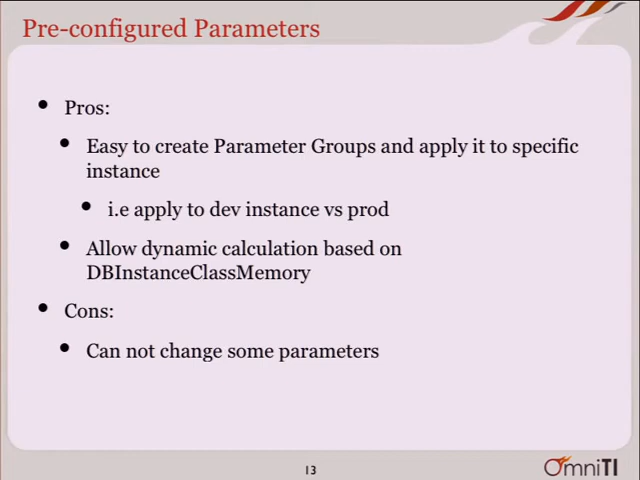 Pre-configured Parameters
• Pros:
• Easy to create Parameter Groups and apply it to specific
instance
• i.e apply to dev instance vs prod
• Allow dynamic calculation based on
DBInstanceClassMemory
• Cons:
• Can not change some parameters
13
OmniTI